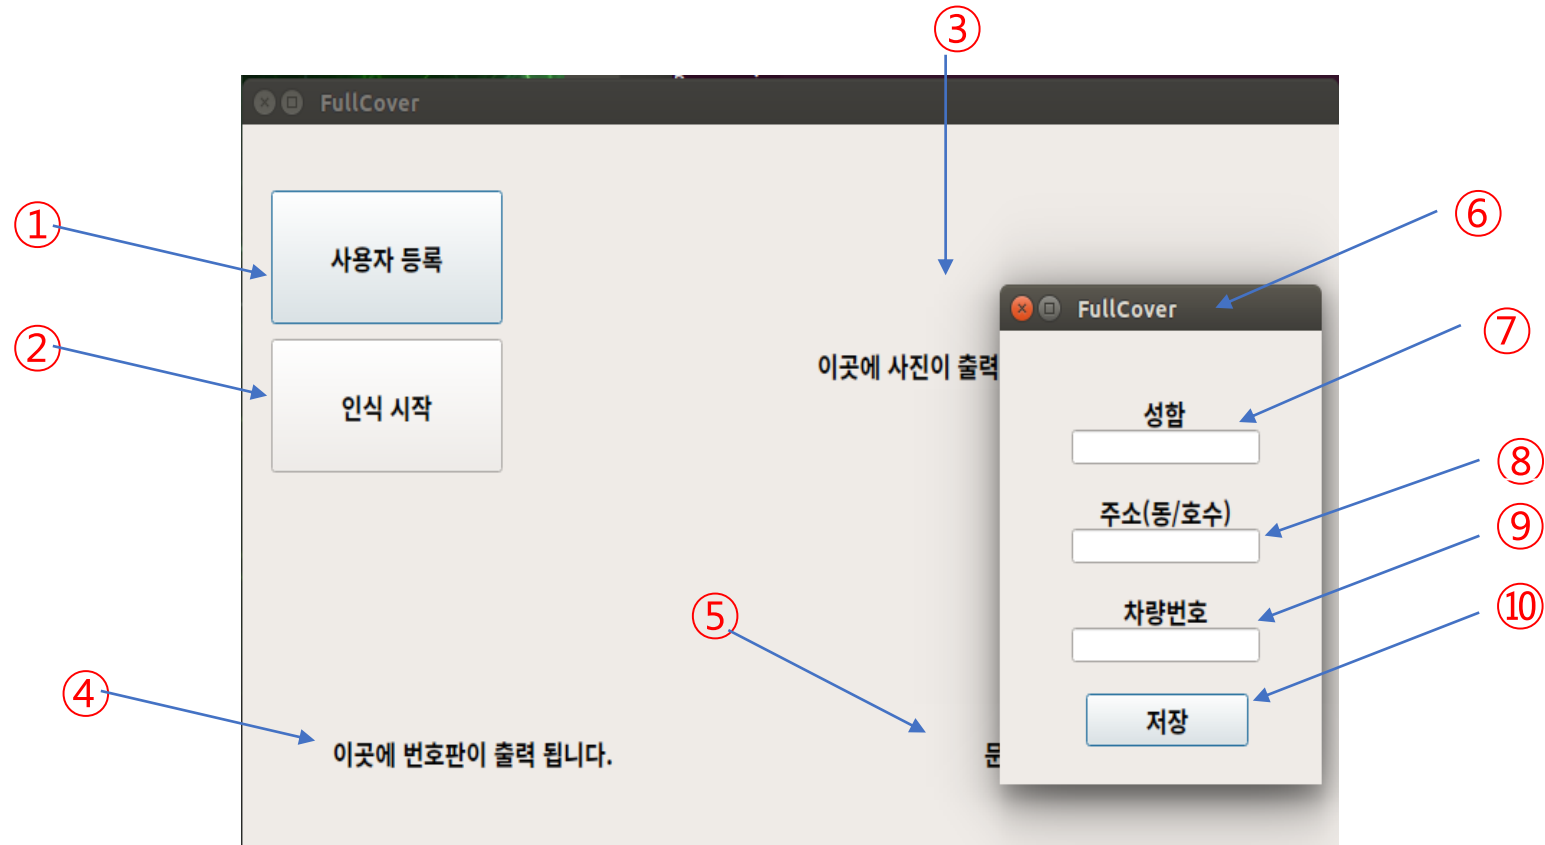 ③
FullCover
①
사용자 등록
⑥
FullCover
②
인식 시작
이곳에 사진이 출력
⑦
성함
⑧
주소(동/호수)
⑨
차량번호
⑩
저장
⑤
④
이곳에 번호판이 출력 됩니다.